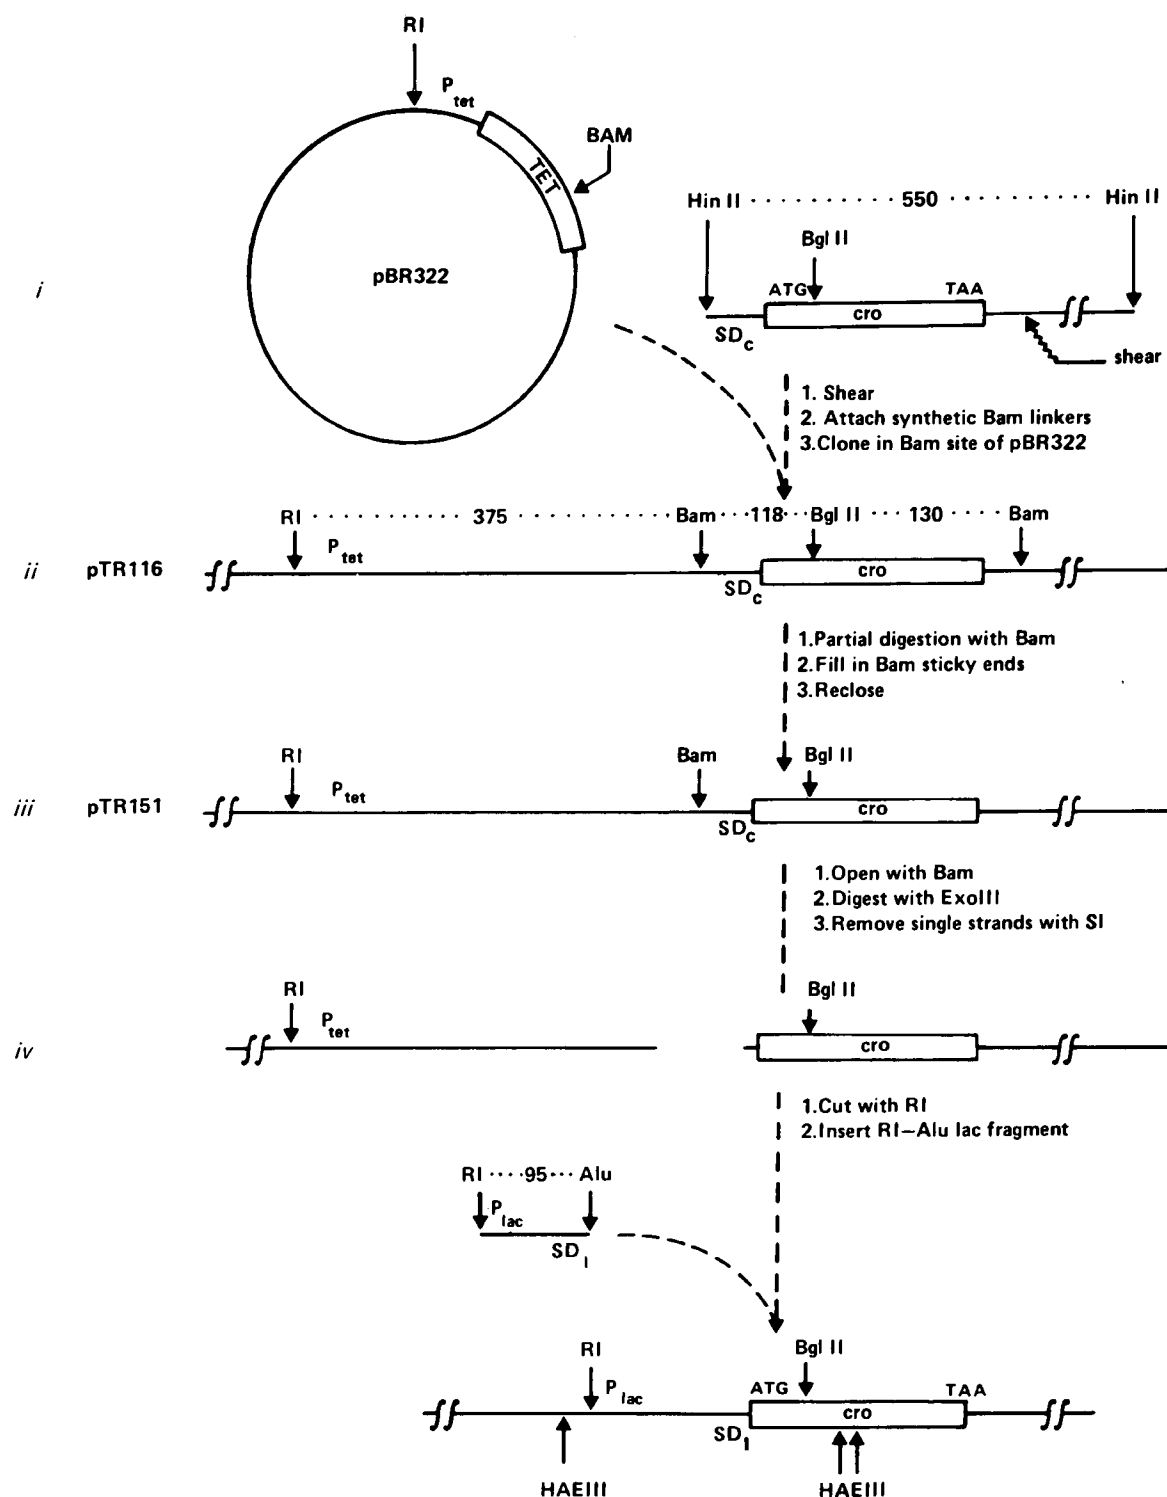 RI
P tet
TET
BAM
pBR322
Hin II ········· 550 ········· Hin II
Bgl II
ATG
TAA
i
cro
SD c
shear
1. Shear
2. Attach synthetic Bam linkers
3.Clone in Bam site of pBR322
RI ········· 375 ········· Bam ··118·· Bgl II ··· 130 ···· Bam
P tet
ii pTR116
cro
SD c
1.Partial digestion with Bam
2.Fill in Bam sticky ends
3.Reclose
RI
Bam
Bgl II
P tet
iii pTR151
cro
SD c
1.Open with Bam
2.Digest with ExoIII
3.Remove single strands with SI
RI
Bgl II
P tet
iv
cro
1.Cut with RI
2.Insert RI–Alu lac fragment
RI ····95··· Alu
P lac
SD l
RI
Bgl II
P lac
ATG
TAA
cro
SD l
HAEIII
HAEIII